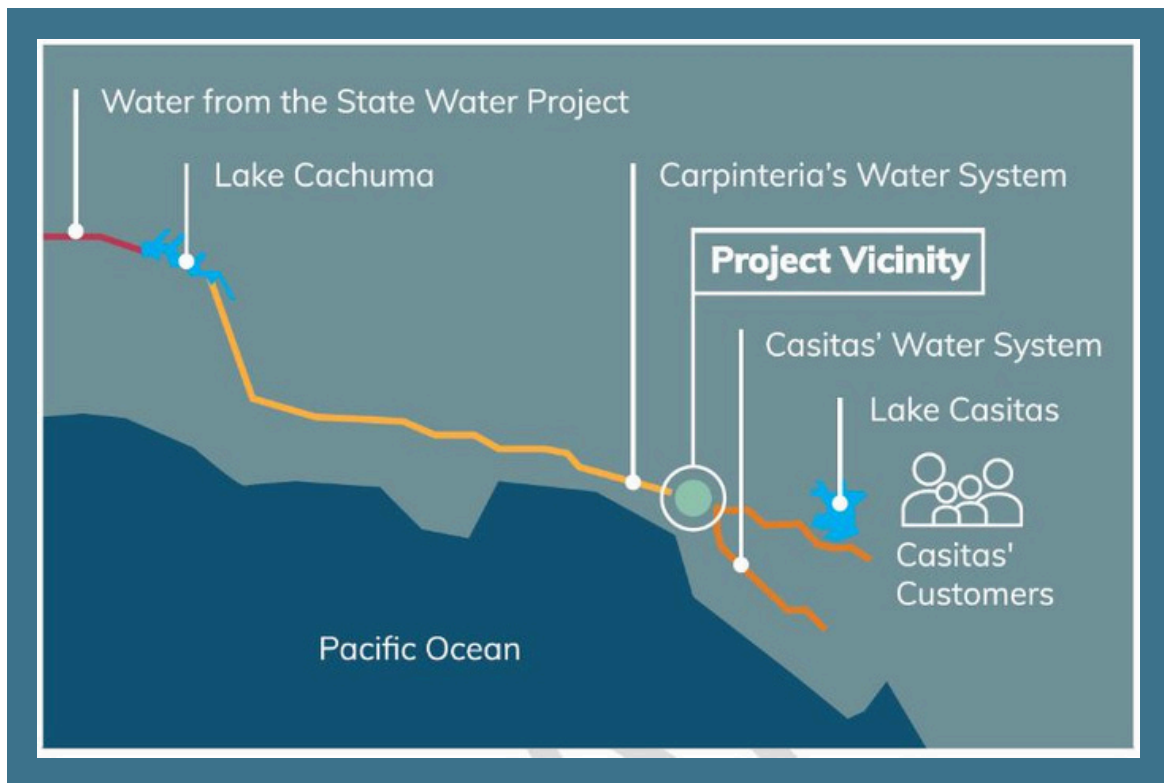 Water from the State Water Project
Lake Cachuma
Carpinteria’s Water System
Project Vicinity
Casitas’ Water System
Lake Casitas
Casitas'
Customers
Pacific Ocean